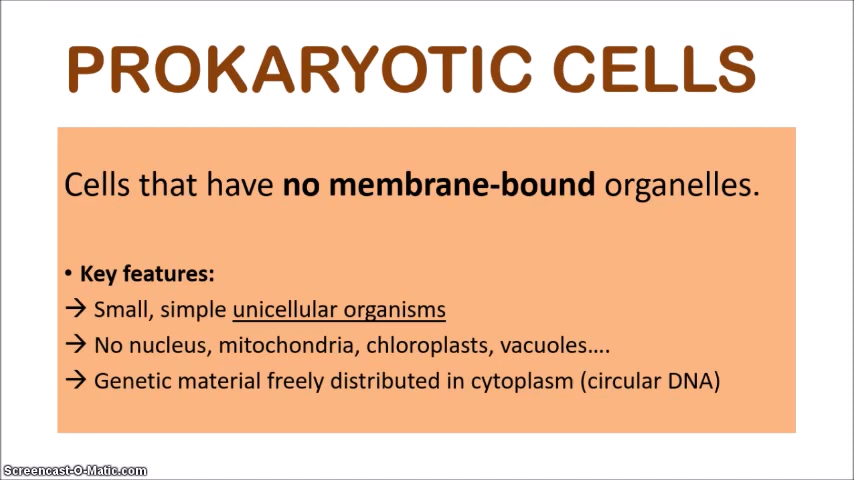 PROKARYOTIC CELLS
Cells that have no membrane-bound organelles.
• Key features:
→ Small, simple unicellular organisms
→ No nucleus, mitochondria, chloroplasts, vacuoles....
→ Genetic material freely distributed in cytoplasm (circular DNA)
Screencast-O-Matic.com